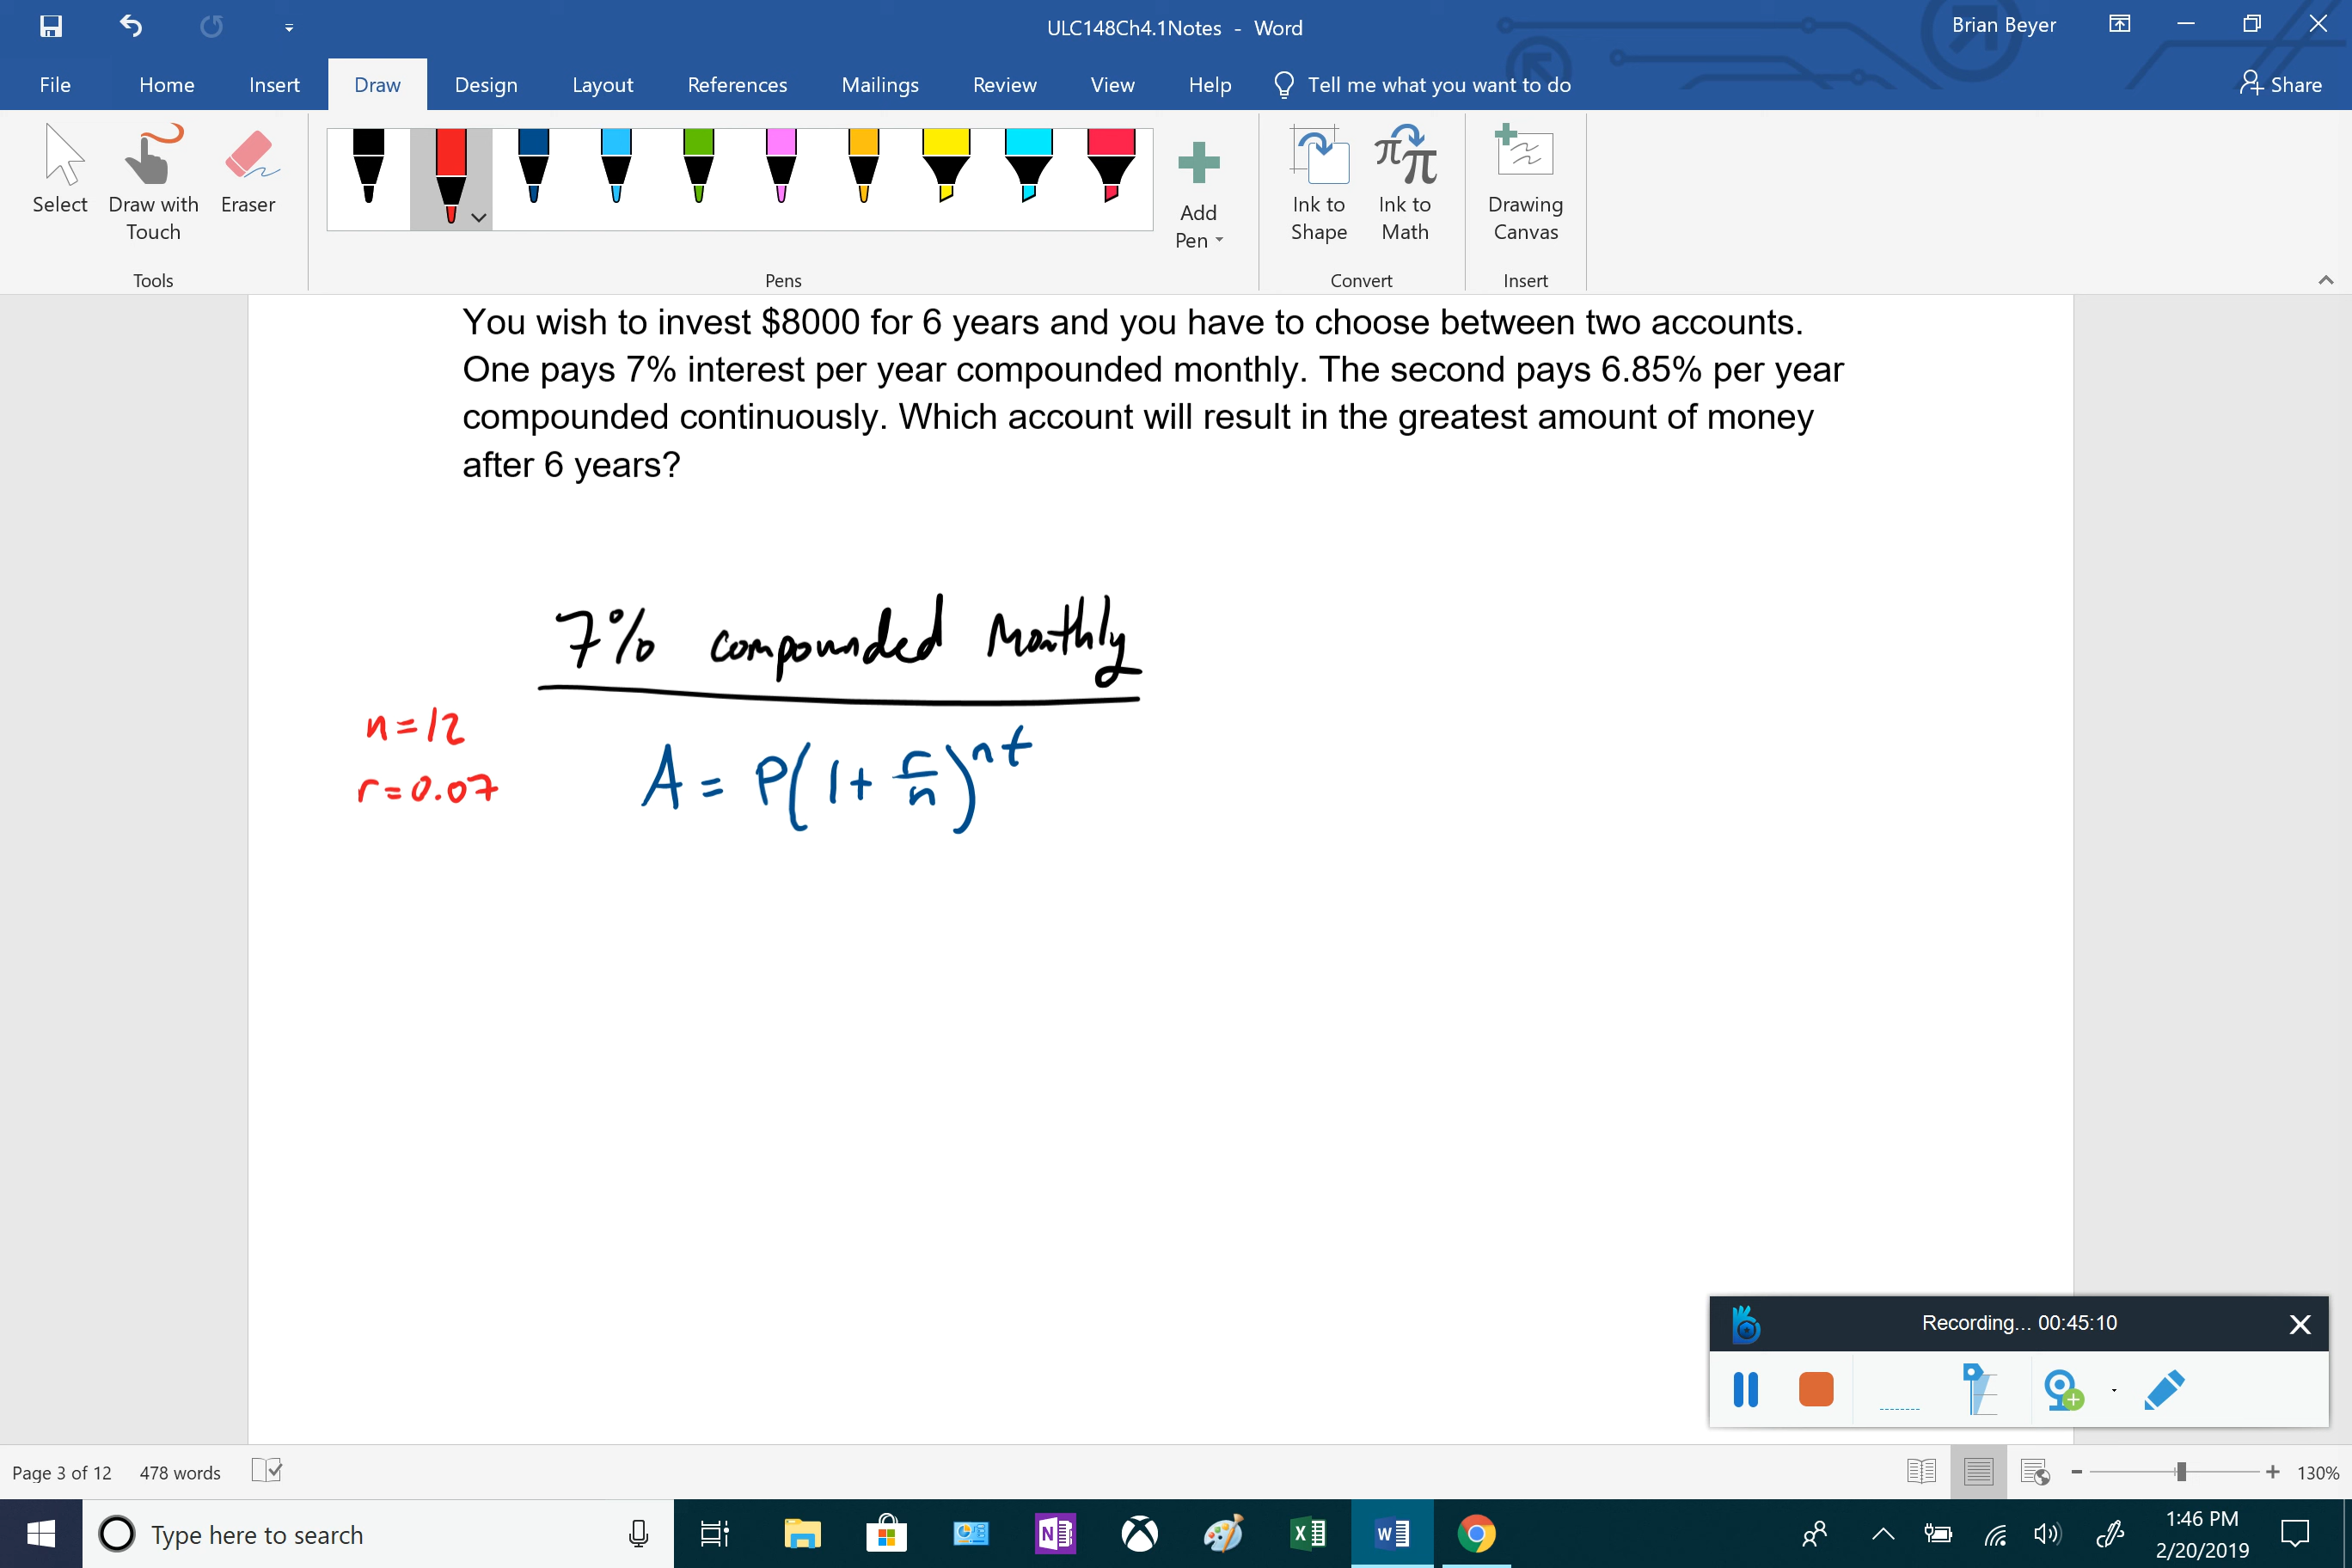 ULC148Ch4.1Notes - Word
Brian Beyer
File Home Insert Draw Design Layout References Mailings Review View Help Tell me what you want to do Share
Select Draw with Touch Eraser
Add Pen
Ink to Shape Ink to Math
Drawing Canvas
Tools Pens Convert Insert
You wish to invest $8000 for 6 years and you have to choose between two accounts.
One pays 7% interest per year compounded monthly. The second pays 6.85% per year
compounded continuously. Which account will result in the greatest amount of money
after 6 years?
7% compounded Monthly
n=12
r=0.07
A = P(1 + r/n)^nt
Recording... 00:45:10
Page 3 of 12 478 words 130%
Type here to search
1:46 PM
2/20/2019